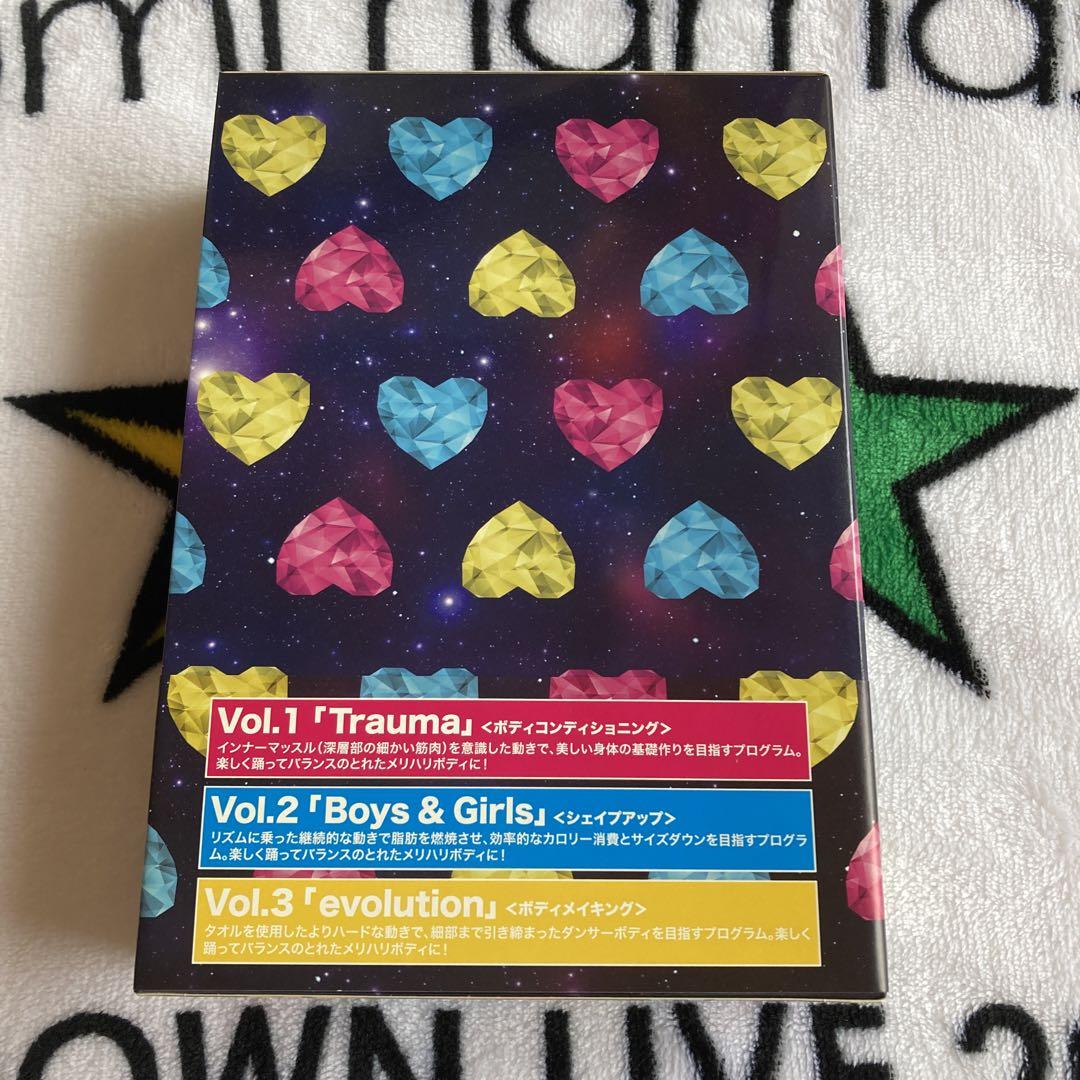 Vol.1「Trauma」<ボディコンディショニング>
インナーマッスル(深層部の細かい筋肉)を意識した動きで、美しい身体の基礎作りを目指すプログラム。
楽しく踊ってバランスのとれたメリハリボディに!
Vol.2「Boys & Girls」<シェイプアップ>
リズムに乗った継続的な動きで脂肪を燃焼させ、効率的なカロリー消費とサイズダウンを目指すプログラ
ム。楽しく踊ってバランスのとれたメリハリボディに!
Vol.3「evolution」<ボディメイキング>
タオルを使用したよりハードな動きで、細部まで引き締まったダンサーボディを目指すプログラム。楽しく
踊ってバランスのとれたメリハリボディに!
OWN LIVE